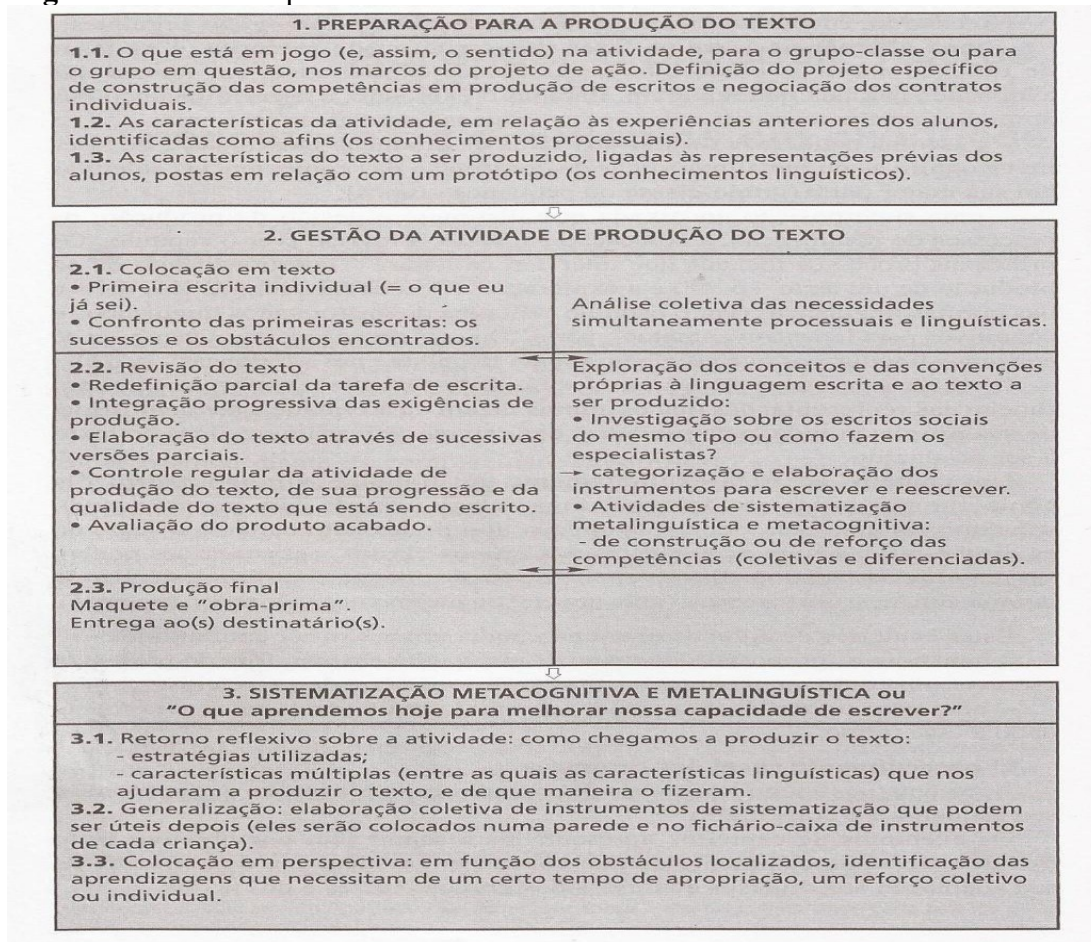 1. PREPARAÇÃO PARA A PRODUÇÃO DO TEXTO
1.1. O que está em jogo (e, assim, o sentido) na atividade, para o grupo-classe ou para
o grupo em questão, nos marcos do projeto de ação. Definição do projeto específico
de construção das competências em produção de escritos e negociação dos contratos
individuais.
1.2. As características da atividade, em relação às experiências anteriores dos alunos,
identificadas como afins (os conhecimentos processuais).
1.3. As características do texto a ser produzido, ligadas às representações prévias dos
alunos, postas em relação com um protótipo (os conhecimentos linguísticos).
2. GESTÃO DA ATIVIDADE DE PRODUÇÃO DO TEXTO
2.1. Colocação em texto
• Primeira escrita individual (= o que eu
já sei).
• Confronto das primeiras escritas: os
sucessos e os obstáculos encontrados.
Análise coletiva das necessidades
simultaneamente processuais e linguísticas.
2.2. Revisão do texto
• Redefinição parcial da tarefa de escrita.
• Integração progressiva das exigências de
produção.
• Elaboração do texto através de sucessivas
versões parciais.
• Controle regular da atividade de
produção do texto, de sua progressão e da
qualidade do texto que está sendo escrito.
• Avaliação do produto acabado.
Exploração dos conceitos e das convenções
próprias à linguagem escrita e ao texto a
ser produzido:
• Investigação sobre os escritos sociais
do mesmo tipo ou como fazem os
especialistas?
→ categorização e elaboração dos
instrumentos para escrever e reescrever.
• Atividades de sistematização
metalinguística e metacognitiva:
- de construção ou de reforço das
competências (coletivas e diferenciadas).
2.3. Produção final
Maquete e "obra-prima".
Entrega ao(s) destinatário(s).
3. SISTEMATIZAÇÃO METACOGNITIVA E METALINGUÍSTICA ou
"O que aprendemos hoje para melhorar nossa capacidade de escrever?"
3.1. Retorno reflexivo sobre a atividade: como chegamos a produzir o texto:
- estratégias utilizadas;
- características múltiplas (entre as quais as características linguísticas) que nos
ajudaram a produzir o texto, e de que maneira o fizeram.
3.2. Generalização: elaboração coletiva de instrumentos de sistematização que podem
ser úteis depois (eles serão colocados numa parede e no fichário-caixa de instrumentos
de cada criança).
3.3. Colocação em perspectiva: em função dos obstáculos localizados, identificação das
aprendizagens que necessitam de um certo tempo de apropriação, um reforço coletivo
ou individual.